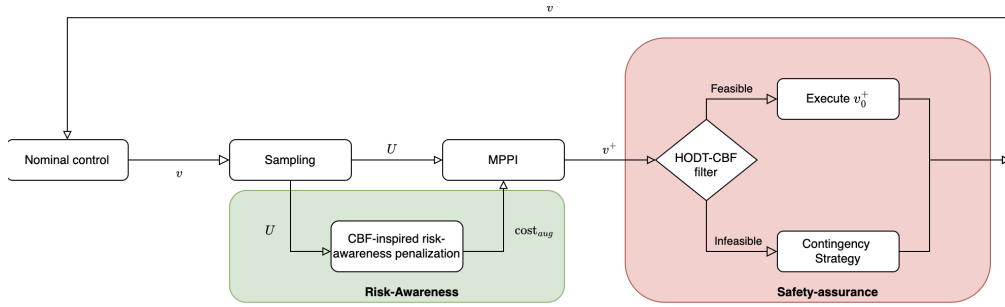 v
Feasible
Execute v₀⁺
Nominal control
v
Sampling
U
MPPI
v⁺
HODT-CBF
filter
U
CBF-inspired risk-
awareness penalization
cost_aug
Infeasible
Contingency
Strategy
Risk-Awareness
Safety-assurance